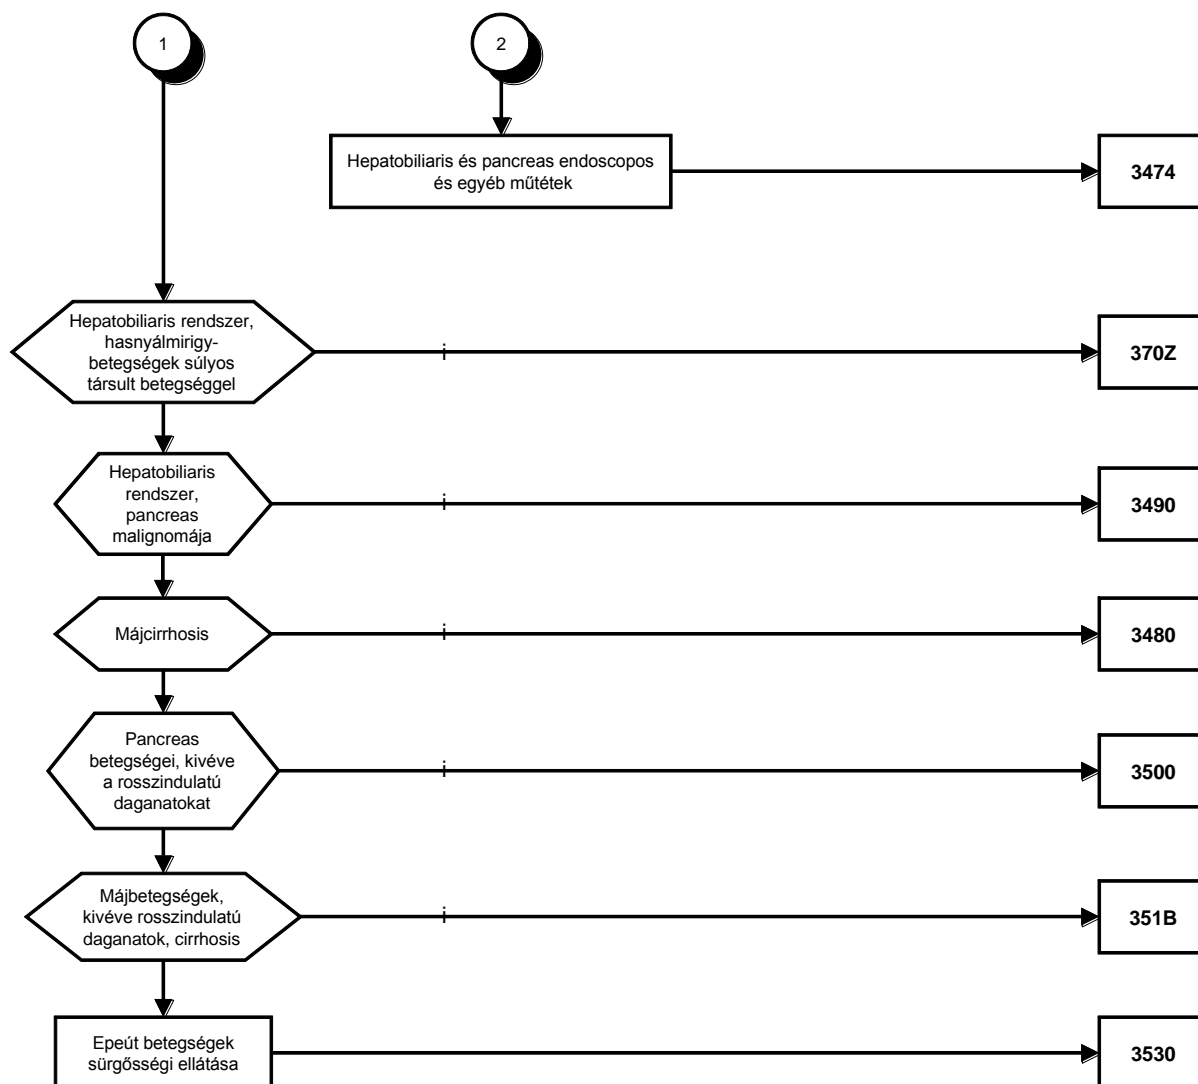 1
2
Hepatobiliaris és pancreas endoscopos
és egyéb műtétek
3474
Hepatobiliaris rendszer,
hasnyálmirigy-
betegségek súlyos
társult betegséggel
i
370Z
Hepatobiliaris
rendszer,
pancreas
malignomája
i
3490
Májcirrhosis
i
3480
Pancreas
betegségei, kivéve
a rosszindulatú
daganatokat
i
3500
Májbetegségek,
kivéve rosszindulatú
daganatok, cirrhosis
i
351B
Epeút betegségek
sürgősségi ellátása
3530